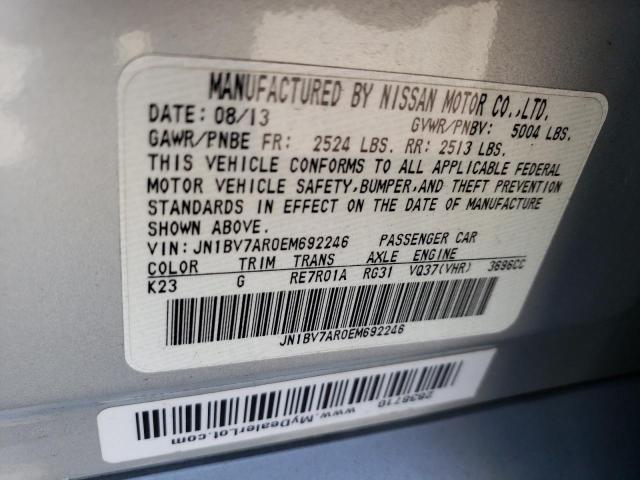 MANUFACTURED BY NISSAN MOTOR CO.,LTD.
DATE: 08/13 GVWR/PNBV: 5004 LBS.
GAWR/PNBE FR: 2524 LBS. RR: 2513 LBS.
THIS VEHICLE CONFORMS TO ALL APPLICABLE FEDERAL
MOTOR VEHICLE SAFETY,BUMPER,AND THEFT PREVENTION
STANDARDS IN EFFECT ON THE DATE OF MANUFACTURE
SHOWN ABOVE.
VIN: JN1BV7AR0EM692246 PASSENGER CAR
COLOR TRIM TRANS AXLE ENGINE
K23 G RE7R01A RG31 VQ37(VHR) 3696CC
JN1BV7AR0EM692246
2838710
www.MyDealerLot.com